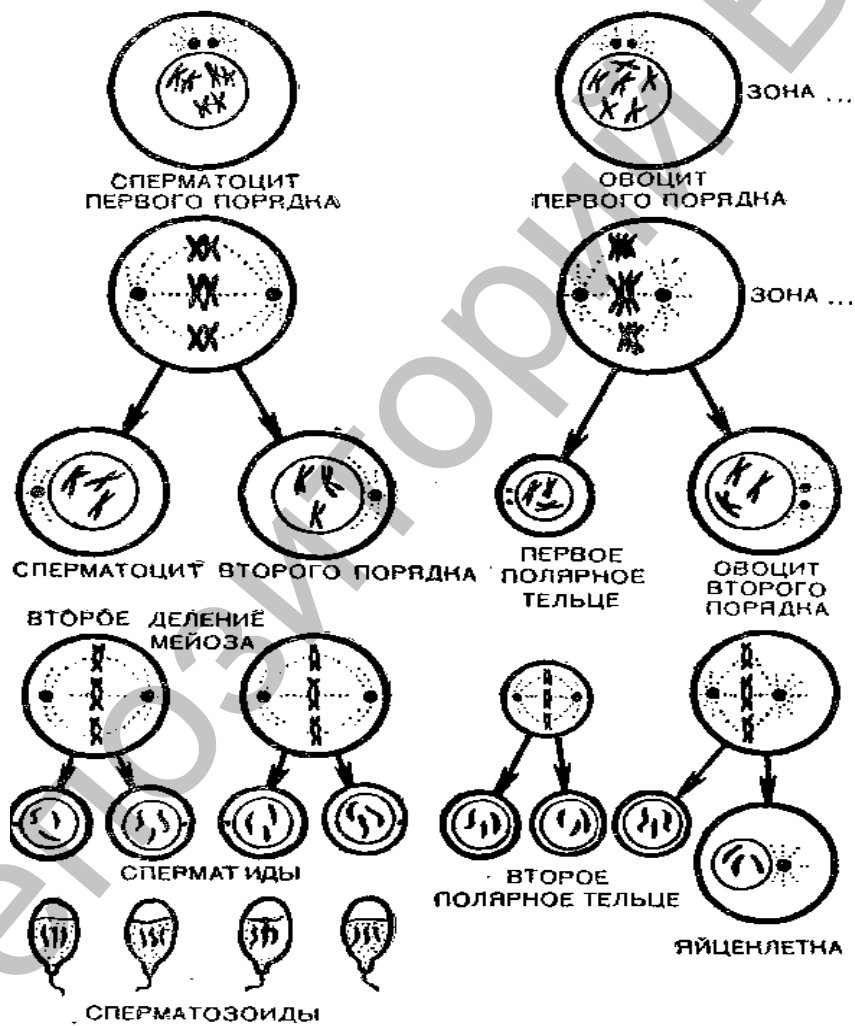 ЗОНА ...
СПЕРМАТОЦИТ
ПЕРВОГО ПОРЯДКА
ОВОЦИТ
ПЕРВОГО ПОРЯДКА
ЗОНА ...
СПЕРМАТОЦИТ ВТОРОГО ПОРЯДКА
ПЕРВОЕ
ПОЛЯРНОЕ
ТЕЛЬЦЕ
ОВОЦИТ
ВТОРОГО
ПОРЯДКА
ВТОРОЕ ДЕЛЕНИЕ
МЕЙОЗА
СПЕРМАТИДЫ
ВТОРОЕ
ПОЛЯРНОЕ ТЕЛЬЦЕ
ЯЙЦЕКЛЕТКА
СПЕРМАТОЗОИДЫ